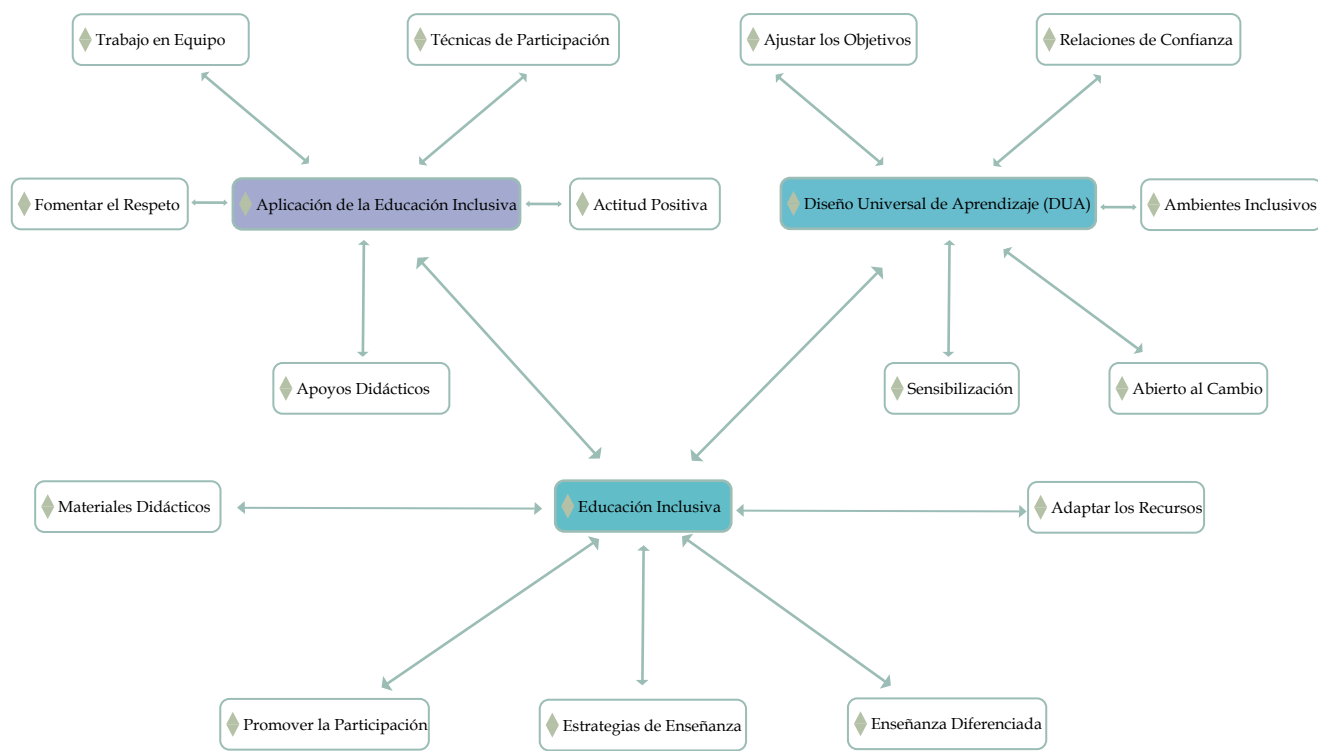 Trabajo en Equipo
Técnicas de Participación
Ajustar los Objetivos
Relaciones de Confianza
Fomentar el Respeto
Aplicación de la Educación Inclusiva
Actitud Positiva
Diseño Universal de Aprendizaje (DUA)
Ambientes Inclusivos
Apoyos Didácticos
Sensibilización
Abierto al Cambio
Materiales Didácticos
Educación Inclusiva
Adaptar los Recursos
Promover la Participación
Estrategias de Enseñanza
Enseñanza Diferenciada